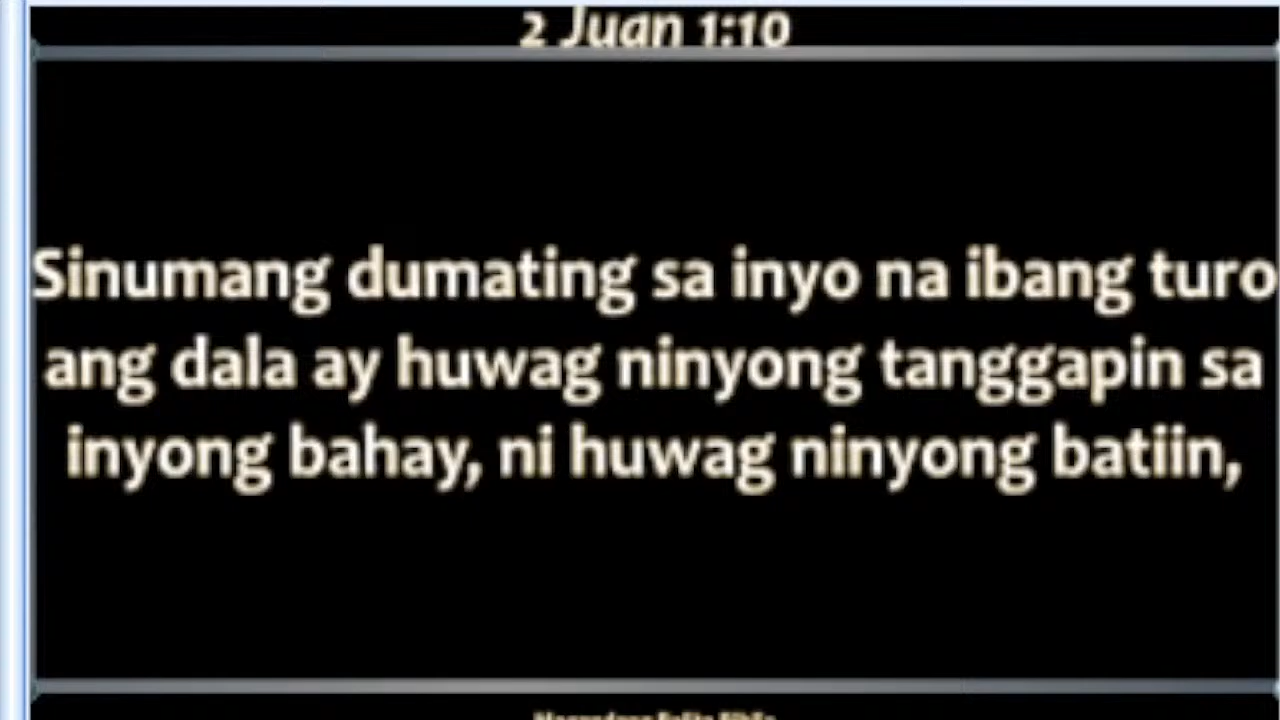 2 Juan 1:10
Sinumang dumating sa inyo na ibang turo
ang dala ay huwag ninyong tanggapin sa
inyong bahay, ni huwag ninyong batiin,